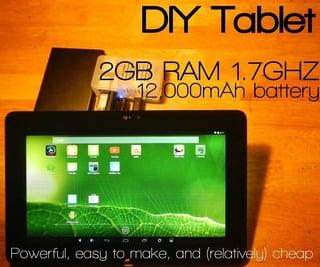 DIY Tablet
2GB RAM 1.7GHZ
12,000mAh battery
Powerful, easy to make, and (relatively) cheap